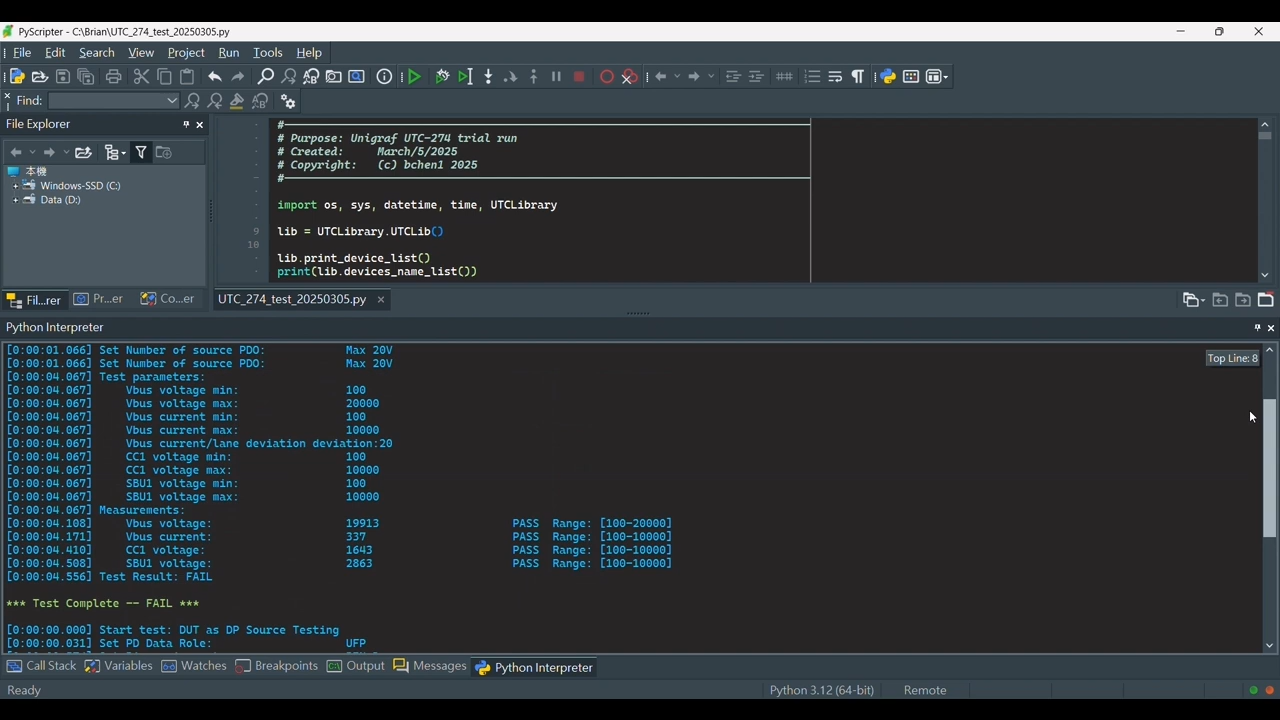 PyScripter - C:\Brian\UTC_274_test_20250305.py
File Edit Search View Project Run Tools Help
Find:
File Explorer
本機
Windows-SSD (C:)
Data (D:)
Fil...rer Pr...er Co...er
#
# Purpose: Unigraf UTC-274 trial run
# Created: March/5/2025
# Copyright: (c) bchen1 2025
#
import os, sys, datetime, time, UTCLibrary
9 lib = UTCLibrary.UTCLib()
10
lib.print_device_list()
print(lib.devices_name_list())
UTC_274_test_20250305.py
Python Interpreter
Top Line: 8
[0:00:01.066] Set Number of source PDO: Max 20V
[0:00:01.066] Set Number of source PDO: Max 20V
[0:00:04.067] Test parameters:
[0:00:04.067] Vbus voltage min: 100
[0:00:04.067] Vbus voltage max: 20000
[0:00:04.067] Vbus current min: 100
[0:00:04.067] Vbus current max: 10000
[0:00:04.067] Vbus current/lane deviation deviation:20
[0:00:04.067] CC1 voltage min: 100
[0:00:04.067] CC1 voltage max: 10000
[0:00:04.067] SBU1 voltage min: 100
[0:00:04.067] SBU1 voltage max: 10000
[0:00:04.067] Measurements:
[0:00:04.108] Vbus voltage: 19913 PASS Range: [100-20000]
[0:00:04.171] Vbus current: 337 PASS Range: [100-10000]
[0:00:04.410] CC1 voltage: 1643 PASS Range: [100-10000]
[0:00:04.508] SBU1 voltage: 2863 PASS Range: [100-10000]
[0:00:04.556] Test Result: FAIL
*** Test Complete -- FAIL ***
[0:00:00.000] Start test: DUT as DP Source Testing
[0:00:00.031] Set PD Data Role: UFP
Call Stack Variables Watches Breakpoints Output Messages Python Interpreter
Ready Python 3.12 (64-bit) Remote